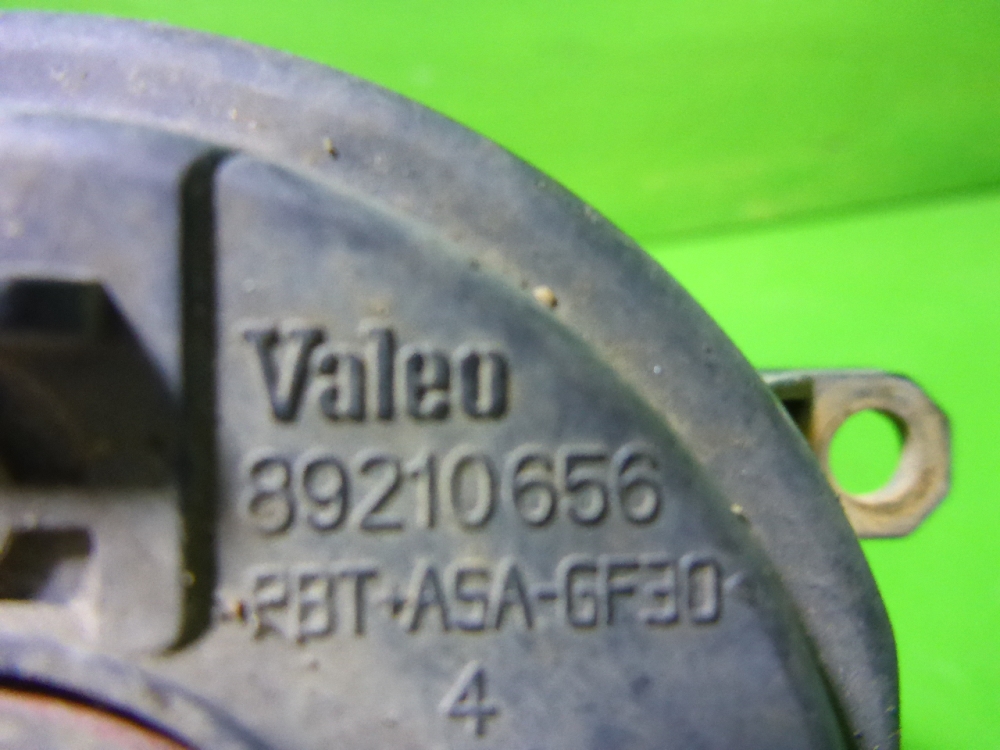 Valeo
89210656
>PBT+ASA-GF30<
4